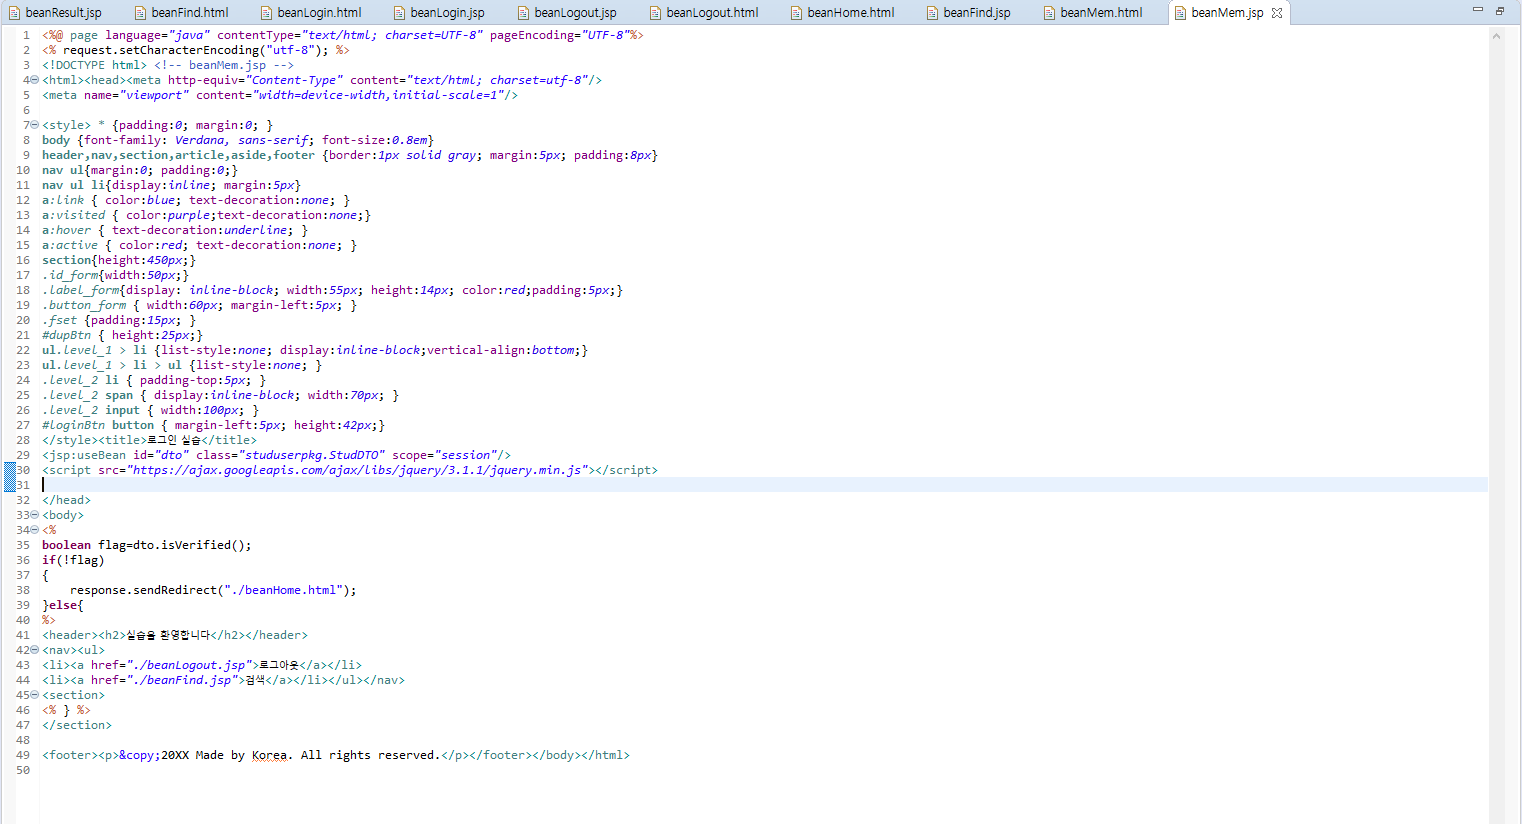 beanResult.jsp beanFind.html beanLogin.html beanLogin.jsp beanLogout.jsp beanLogout.html beanHome.html beanFind.jsp beanMem.html beanMem.jsp
1 <%@ page language="java" contentType="text/html; charset=UTF-8" pageEncoding="UTF-8"%>
2 <% request.setCharacterEncoding("utf-8"); %>
3 <!DOCTYPE html> <!-- beanMem.jsp -->
4 <html><head><meta http-equiv="Content-Type" content="text/html; charset=utf-8"/>
5 <meta name="viewport" content="width=device-width,initial-scale=1"/>
6
7 <style> * {padding:0; margin:0; }
8 body {font-family: Verdana, sans-serif; font-size:0.8em}
9 header,nav,section,article,aside,footer {border:1px solid gray; margin:5px; padding:8px}
10 nav ul{margin:0; padding:0;}
11 nav ul li{display:inline; margin:5px}
12 a:link { color:blue; text-decoration:none; }
13 a:visited { color:purple;text-decoration:none;}
14 a:hover { text-decoration:underline; }
15 a:active { color:red; text-decoration:none; }
16 section{height:450px;}
17 .id_form{width:50px;}
18 .label_form{display: inline-block; width:55px; height:14px; color:red;padding:5px;}
19 .button_form { width:60px; margin-left:5px; }
20 .fset {padding:15px; }
21 #dupBtn { height:25px;}
22 ul.level_1 > li {list-style:none; display:inline-block;vertical-align:bottom;}
23 ul.level_1 > li > ul {list-style:none; }
24 .level_2 li { padding-top:5px; }
25 .level_2 span { display:inline-block; width:70px; }
26 .level_2 input { width:100px; }
27 #loginBtn button { margin-left:5px; height:42px;}
28 </style><title>로그인 실습</title>
29 <jsp:useBean id="dto" class="studuserpkg.StudDTO" scope="session"/>
30 <script src="https://ajax.googleapis.com/ajax/libs/jquery/3.1.1/jquery.min.js"></script>
31
32 </head>
33 <body>
34 <%
35 boolean flag=dto.isVerified();
36 if(!flag)
37 {
38 response.sendRedirect("./beanHome.html");
39 }else{
40 %>
41 <header><h2>실습을 환영합니다</h2></header>
42 <nav><ul>
43 <li><a href="./beanLogout.jsp">로그아웃</a></li>
44 <li><a href="./beanFind.jsp">검색</a></li></ul></nav>
45 <section>
46 <% } %>
47 </section>
48
49 <footer><p>&copy;20XX Made by Korea. All rights reserved.</p></footer></body></html>
50